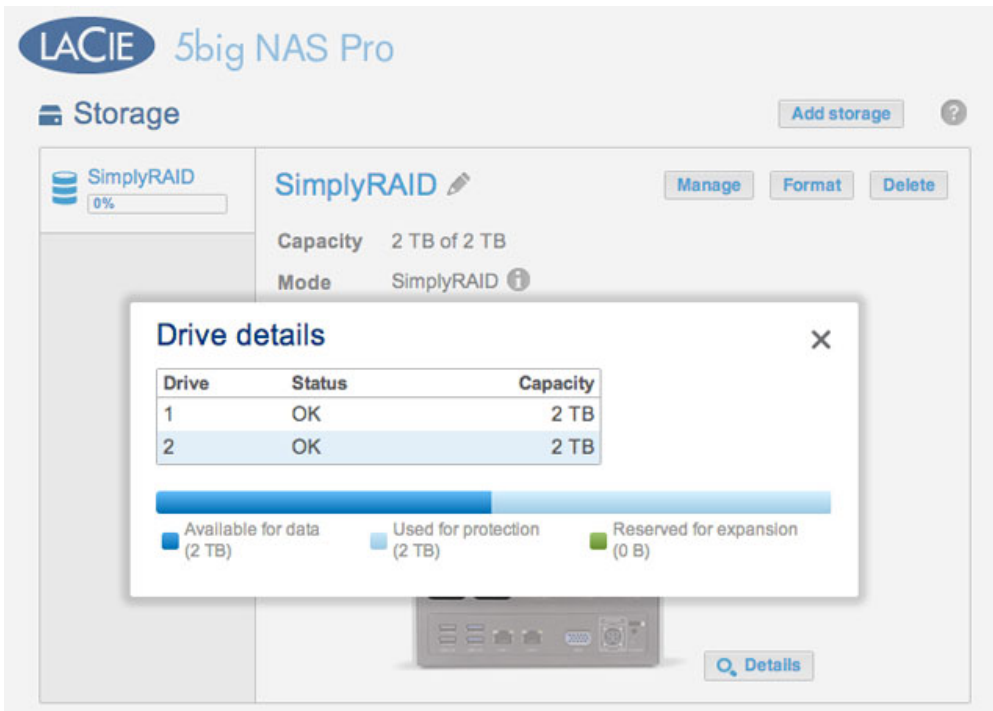 LACIE 5big NAS Pro
Storage
Add storage
?
SimplyRAID
0%
SimplyRAID
Manage
Format
Delete
Capacity 2 TB of 2 TB
Mode SimplyRAID i
Drive details
Drive Status Capacity
1 OK 2 TB
2 OK 2 TB
Available for data
(2 TB)
Used for protection
(2 TB)
Reserved for expansion
(0 B)
Details